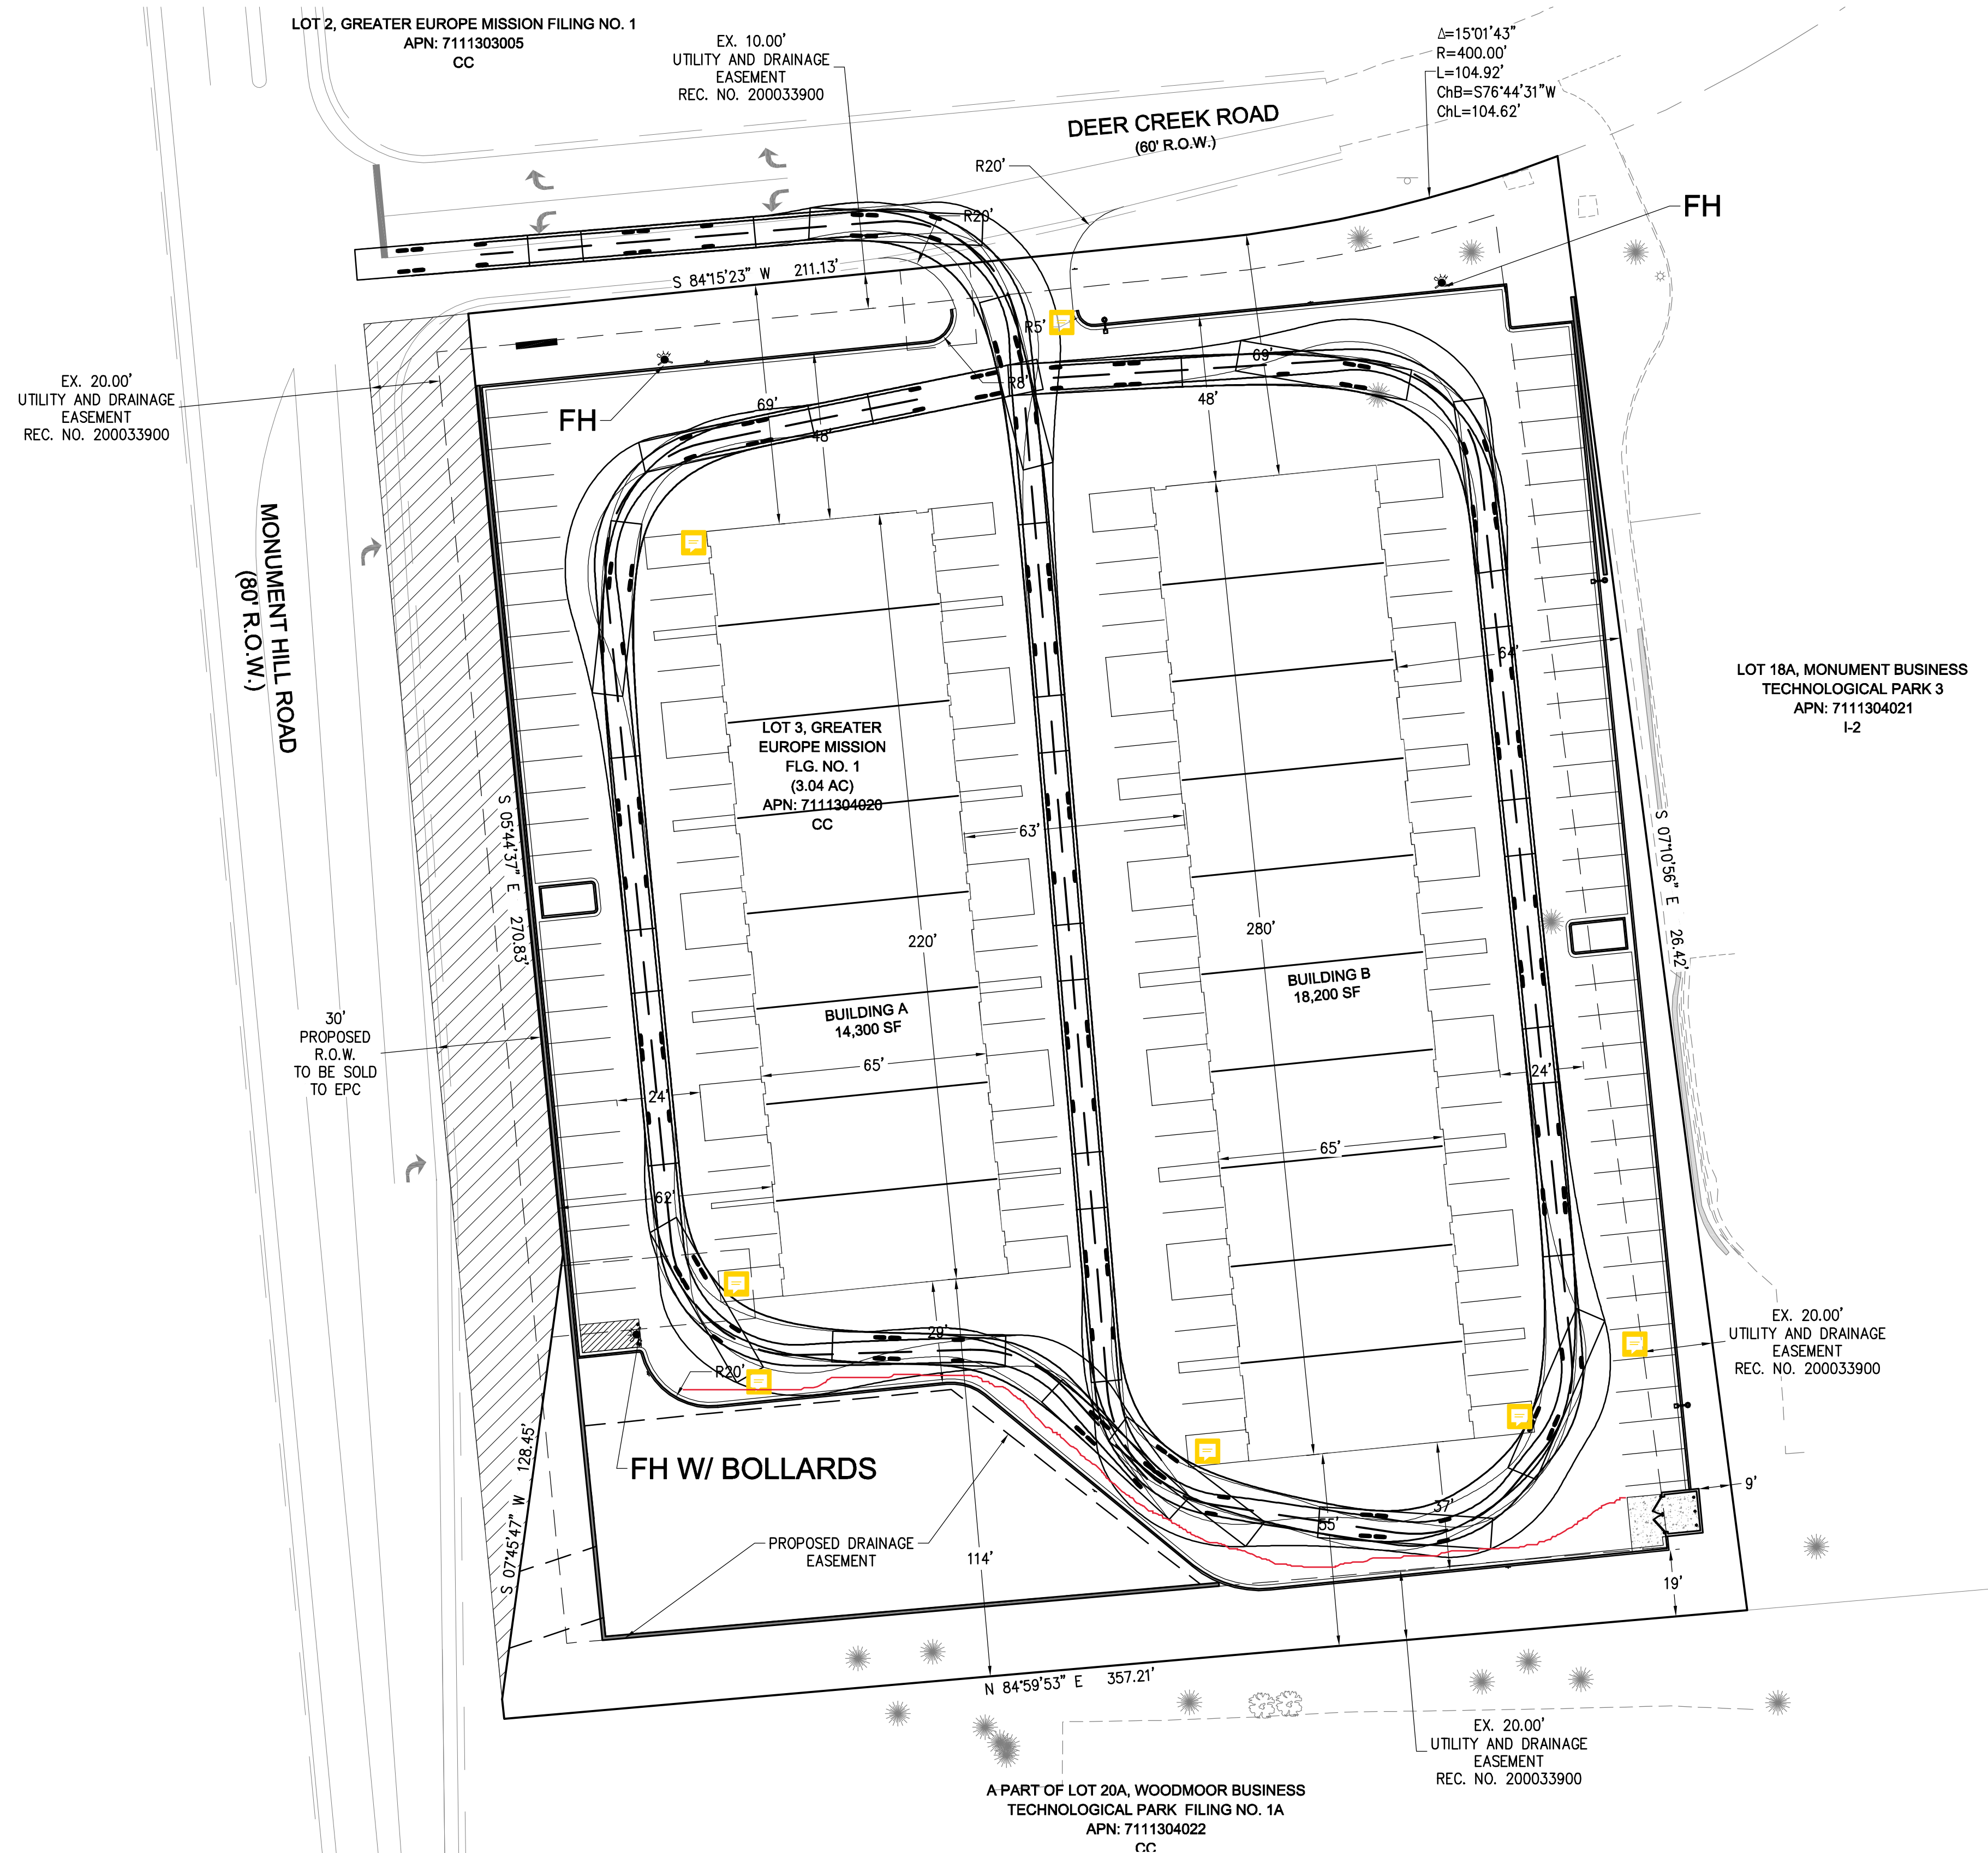 LOT 2, GREATER EUROPE MISSION FILING NO. 1
APN: 7111303005
CC
EX. 10.00'
UTILITY AND DRAINAGE
EASEMENT
REC. NO. 200033900
Δ=15°01'43"
R=400.00'
L=104.92'
ChB=S76°44'31"W
ChL=104.62'
DEER CREEK ROAD
(60' R.O.W.)
R20'
FH
R20'
S 84°15'23" W 211.13'
R5'
R8'
EX. 20.00'
UTILITY AND DRAINAGE
EASEMENT
REC. NO. 200033900
FH
69'
48'
69'
48'
MONUMENT HILL ROAD
(80' R.O.W.)
64'
LOT 18A, MONUMENT BUSINESS
TECHNOLOGICAL PARK 3
APN: 7111304021
I-2
LOT 3, GREATER
EUROPE MISSION
FLG. NO. 1
(3.04 AC)
APN: 7111304020
CC
S 05°44'37" E 270.83'
63'
S 07°10'56" E 26.42'
220'
280'
BUILDING A
14,300 SF
BUILDING B
18,200 SF
30'
PROPOSED
R.O.W.
TO BE SOLD
TO EPC
65'
24'
24'
65'
62'
EX. 20.00'
UTILITY AND DRAINAGE
EASEMENT
REC. NO. 200033900
29'
R20'
FH W/ BOLLARDS
S 07°45'47" W 128.45'
9'
37'
55'
PROPOSED DRAINAGE
EASEMENT
114'
19'
N 84°59'53" E 357.21'
EX. 20.00'
UTILITY AND DRAINAGE
EASEMENT
REC. NO. 200033900
A PART OF LOT 20A, WOODMOOR BUSINESS
TECHNOLOGICAL PARK FILING NO. 1A
APN: 7111304022
CC